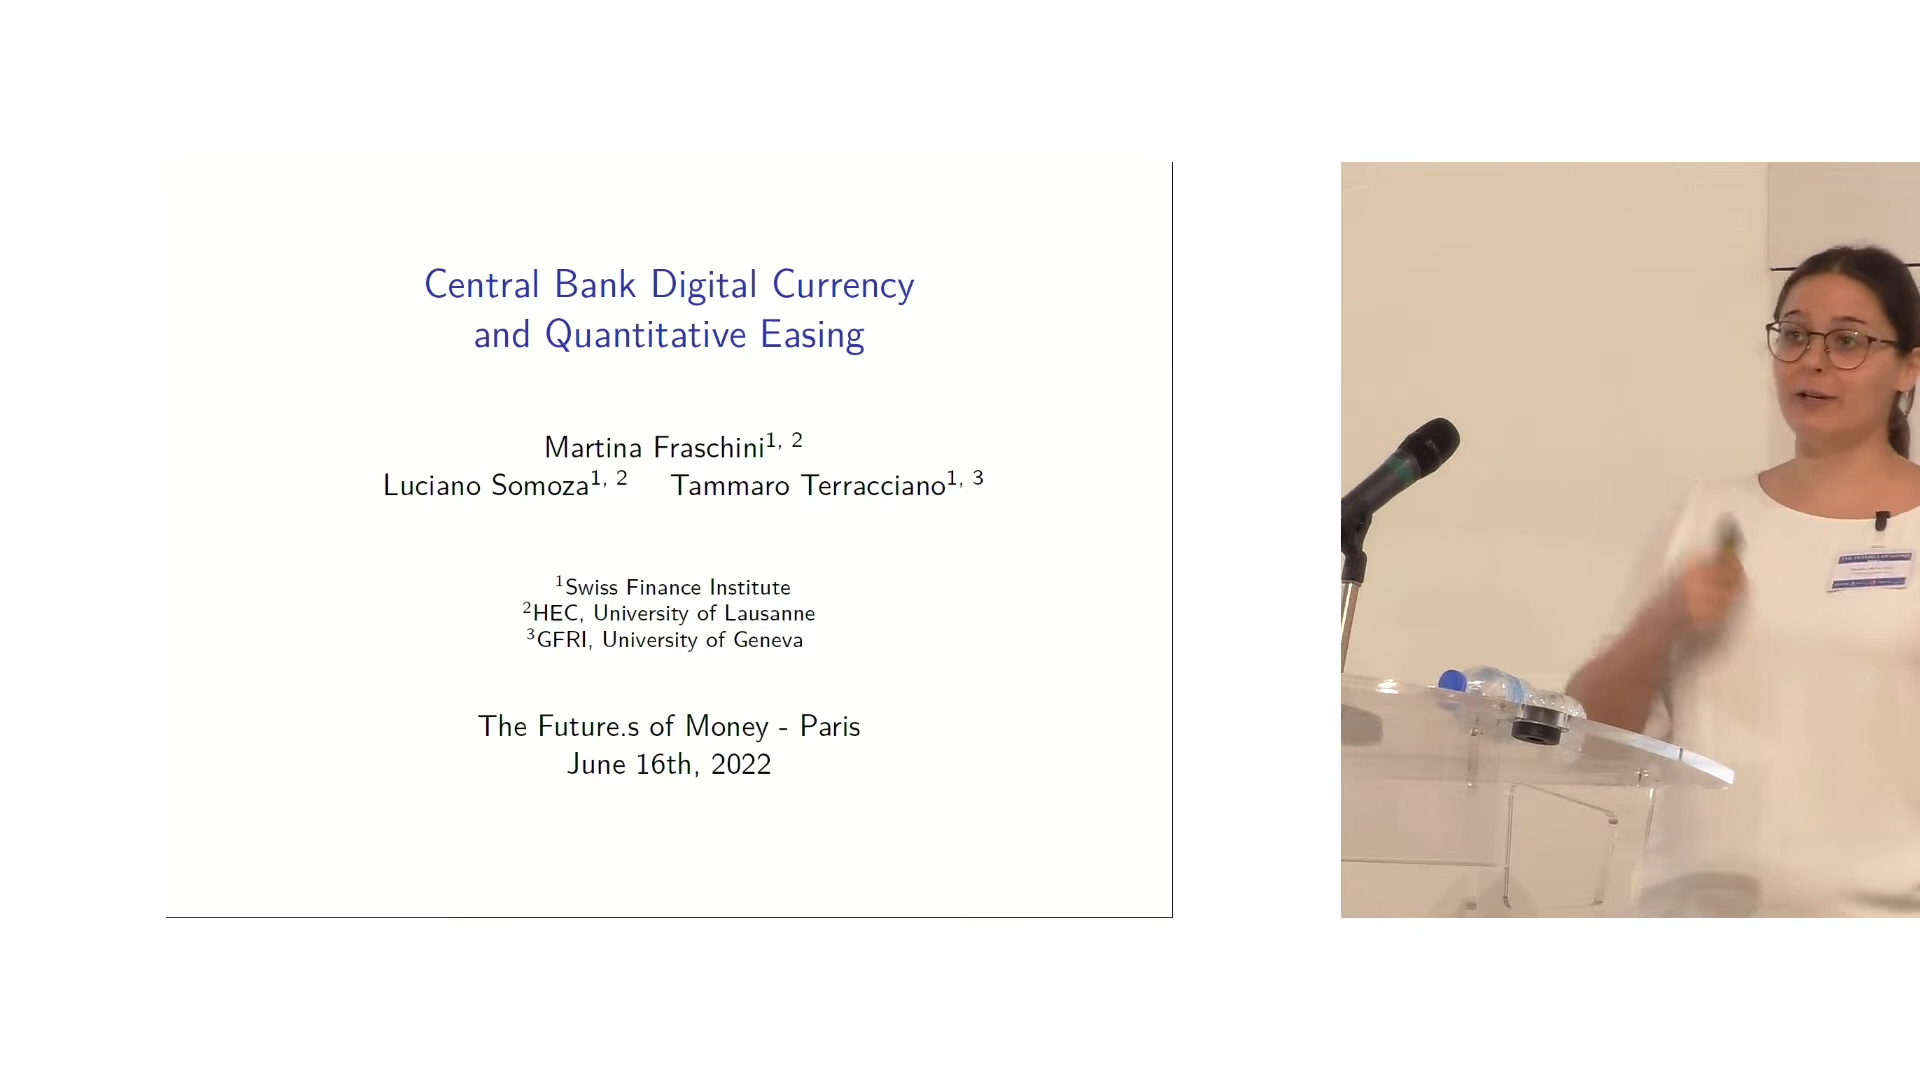 Central Bank Digital Currency
and Quantitative Easing
Martina Fraschini1, 2
Luciano Somoza1, 2 Tammaro Terracciano1, 3
1Swiss Finance Institute
2HEC, University of Lausanne
3GFRI, University of Geneva
The Future.s of Money - Paris
June 16th, 2022